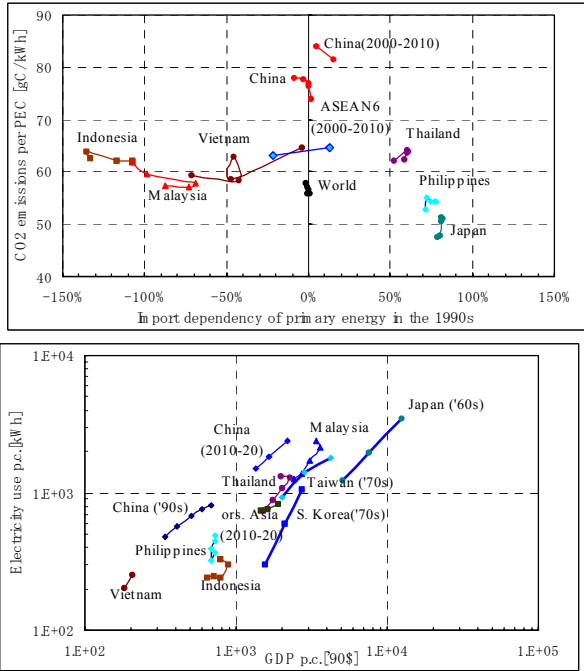 CO2 emissions per PEC [gC/kWh]
90
80
70
60
50
40
China(2000-2010)
China
ASEAN6
(2000-2010)
Indonesia
Vietnam
Thailand
Malaysia
World
Philippines
Japan
-150% -100% -50% 0% 50% 100% 150%
Import dependency of primary energy in the 1990s
Electricity use p.c.[kWh]
1.E+04
1.E+03
1.E+02
Japan ('60s)
China
(2010-20)
Malaysia
Thailand
Taiwan ('70s)
China ('90s)
ors. Asia
(2010-20)
S. Korea('70s)
Philippines
Indonesia
Vietnam
1.E+02 1.E+03 1.E+04 1.E+05
GDP p.c.['90$]